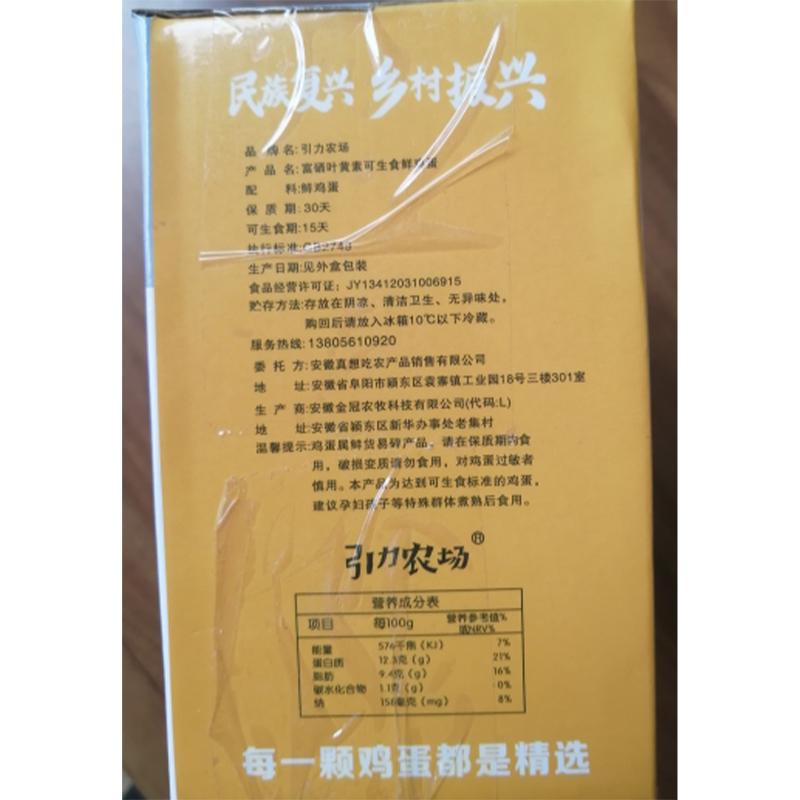 民族复兴 乡村振兴
品 牌 名:引力农场
产 品 名:富硒叶黄素可生食鲜鸡蛋
配 料:鲜鸡蛋
保 质 期:30天
可生食期:15天
执行标准:GB2749
生产日期:见外盒包装
食品经营许可证：JY13412031006915
贮存方法:存放在阴凉、清洁卫生、无异味处，
购回后请放入冰箱10℃以下冷藏。
服务热线:13805610920
委 托 方:安徽真想吃农产品销售有限公司
地 址:安徽省阜阳市颍东区袁寨镇工业园18号三楼301室
生 产 商:安徽金冠农牧科技有限公司(代码:L)
地 址:安徽省颍东区新华办事处老集村
温馨提示:鸡蛋属鲜货易碎产品，请在保质期内食
用，破损变质请勿食用，对鸡蛋过敏者
慎用。本产品为达到可生食标准的鸡蛋，
建议孕妇孩子等特殊群体煮熟后食用。
引力农场®
营养成分表
项目 每100g 营养参考值%
或NRV%
能量 576千焦（KJ） 7%
蛋白质 12.3克（g） 21%
脂肪 9.4克（g） 16%
碳水化合物 1.1克（g） 0%
钠 158毫克（mg） 8%
每一颗鸡蛋都是精选